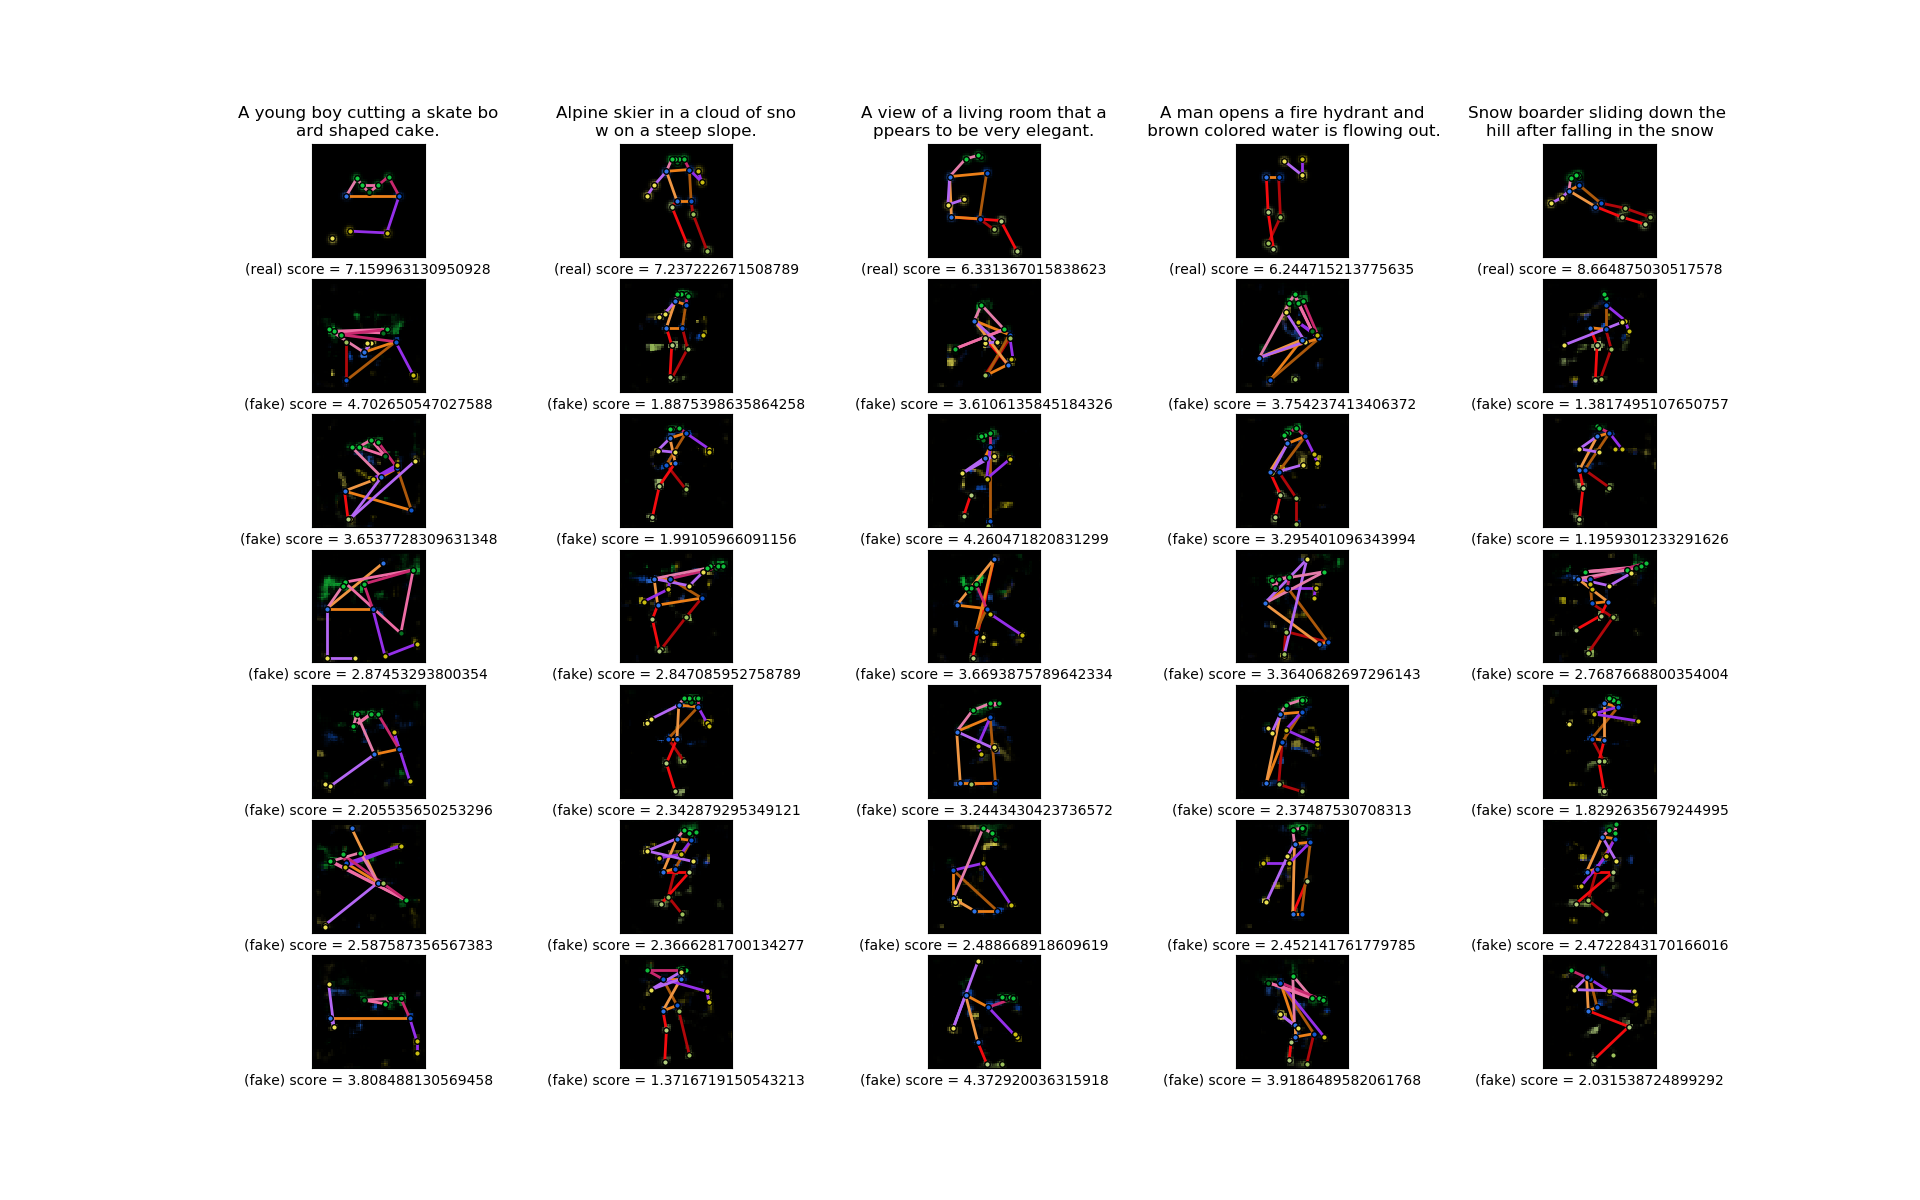 A young boy cutting a skate bo
ard shaped cake.
Alpine skier in a cloud of sno
w on a steep slope.
A view of a living room that a
ppears to be very elegant.
A man opens a fire hydrant and
brown colored water is flowing out.
Snow boarder sliding down the
hill after falling in the snow
(real) score = 7.159963130950928
(real) score = 7.237222671508789
(real) score = 6.331367015838623
(real) score = 6.244715213775635
(real) score = 8.664875030517578
(fake) score = 4.702650547027588
(fake) score = 1.8875398635864258
(fake) score = 3.6106135845184326
(fake) score = 3.754237413406372
(fake) score = 1.3817495107650757
(fake) score = 3.6537728309631348
(fake) score = 1.99105966091156
(fake) score = 4.260471820831299
(fake) score = 3.295401096343994
(fake) score = 1.1959301233291626
(fake) score = 2.87453293800354
(fake) score = 2.847085952758789
(fake) score = 3.6693875789642334
(fake) score = 3.3640682697296143
(fake) score = 2.7687668800354004
(fake) score = 2.205535650253296
(fake) score = 2.342879295349121
(fake) score = 3.2443430423736572
(fake) score = 2.37487530708313
(fake) score = 1.8292635679244995
(fake) score = 2.587587356567383
(fake) score = 2.3666281700134277
(fake) score = 2.488668918609619
(fake) score = 2.452141761779785
(fake) score = 2.4722843170166016
(fake) score = 3.808488130569458
(fake) score = 1.3716719150543213
(fake) score = 4.372920036315918
(fake) score = 3.9186489582061768
(fake) score = 2.031538724899292